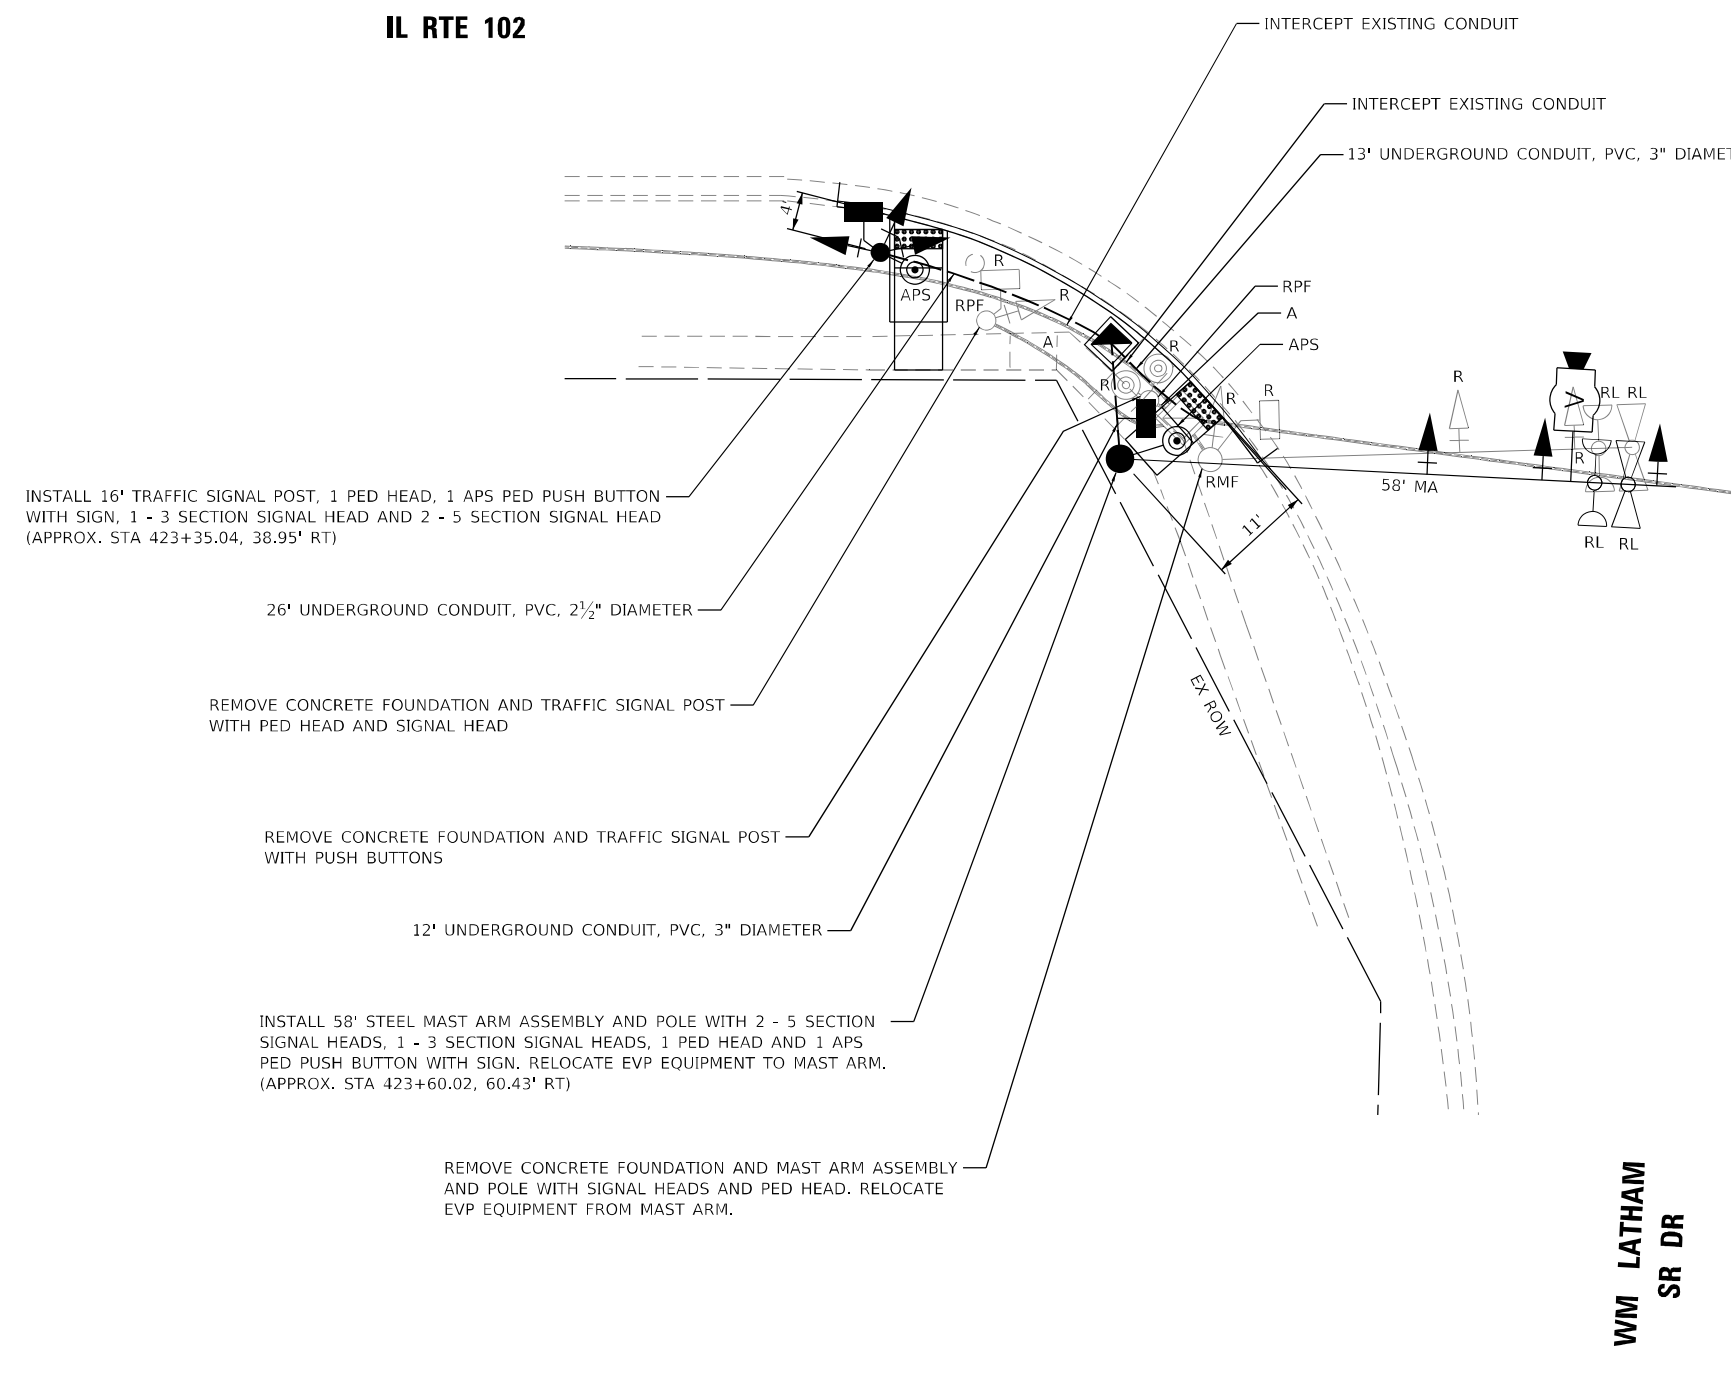 IL RTE 102
INTERCEPT EXISTING CONDUIT
INTERCEPT EXISTING CONDUIT
13' UNDERGROUND CONDUIT, PVC, 3" DIAMET
4'
R
APS
RPF
R
A
R
R
RPF
A
APS
R
R
R
RL RL
V
R
RMF
58' MA
11'
RL RL
INSTALL 16' TRAFFIC SIGNAL POST, 1 PED HEAD, 1 APS PED PUSH BUTTON
WITH SIGN, 1 - 3 SECTION SIGNAL HEAD AND 2 - 5 SECTION SIGNAL HEAD
(APPROX. STA 423+35.04, 38.95' RT)
26' UNDERGROUND CONDUIT, PVC, 2½" DIAMETER
REMOVE CONCRETE FOUNDATION AND TRAFFIC SIGNAL POST
WITH PED HEAD AND SIGNAL HEAD
EX ROW
REMOVE CONCRETE FOUNDATION AND TRAFFIC SIGNAL POST
WITH PUSH BUTTONS
12' UNDERGROUND CONDUIT, PVC, 3" DIAMETER
INSTALL 58' STEEL MAST ARM ASSEMBLY AND POLE WITH 2 - 5 SECTION
SIGNAL HEADS, 1 - 3 SECTION SIGNAL HEADS, 1 PED HEAD AND 1 APS
PED PUSH BUTTON WITH SIGN. RELOCATE EVP EQUIPMENT TO MAST ARM.
(APPROX. STA 423+60.02, 60.43' RT)
REMOVE CONCRETE FOUNDATION AND MAST ARM ASSEMBLY
AND POLE WITH SIGNAL HEADS AND PED HEAD. RELOCATE
EVP EQUIPMENT FROM MAST ARM.
WM LATHAM
SR DR